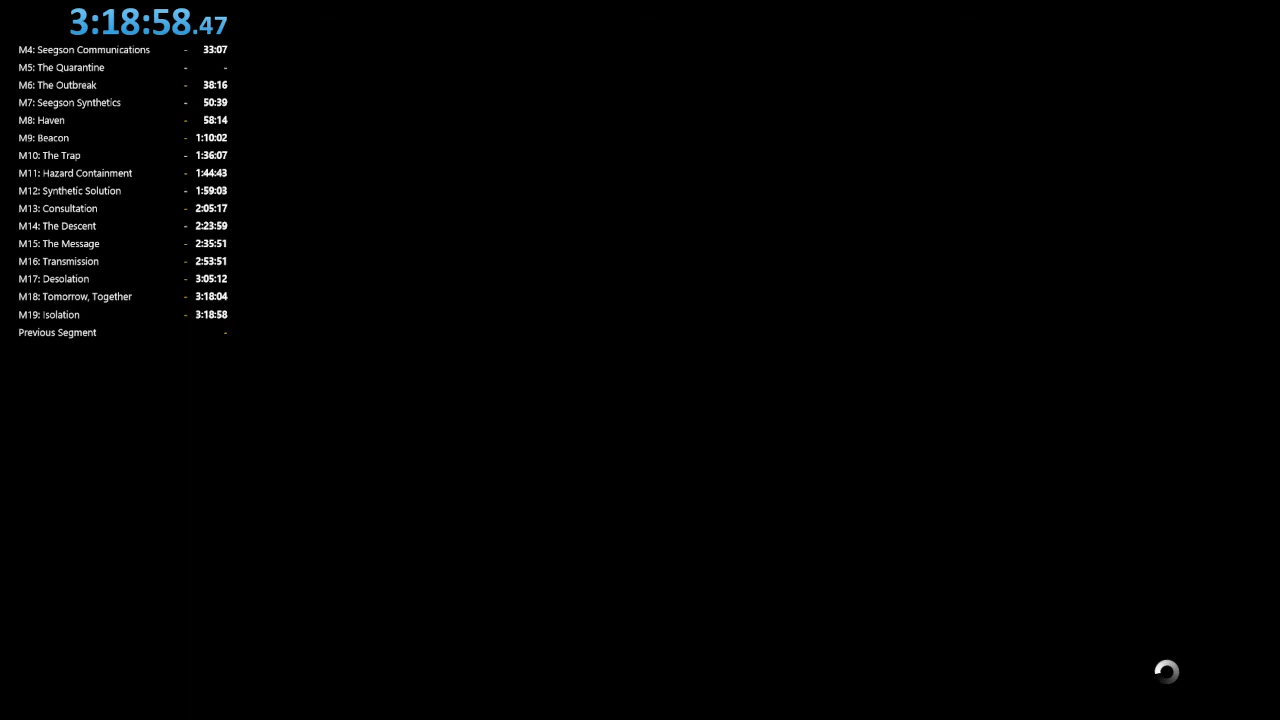 3:18:58.47
M4: Seegson Communications - 33:07
M5: The Quarantine - -
M6: The Outbreak - 38:16
M7: Seegson Synthetics - 50:39
M8: Haven - 58:14
M9: Beacon - 1:10:02
M10: The Trap - 1:36:07
M11: Hazard Containment - 1:44:43
M12: Synthetic Solution - 1:59:03
M13: Consultation - 2:05:17
M14: The Descent - 2:23:59
M15: The Message - 2:35:51
M16: Transmission - 2:53:51
M17: Desolation - 3:05:12
M18: Tomorrow, Together - 3:18:04
M19: Isolation - 3:18:58
Previous Segment -